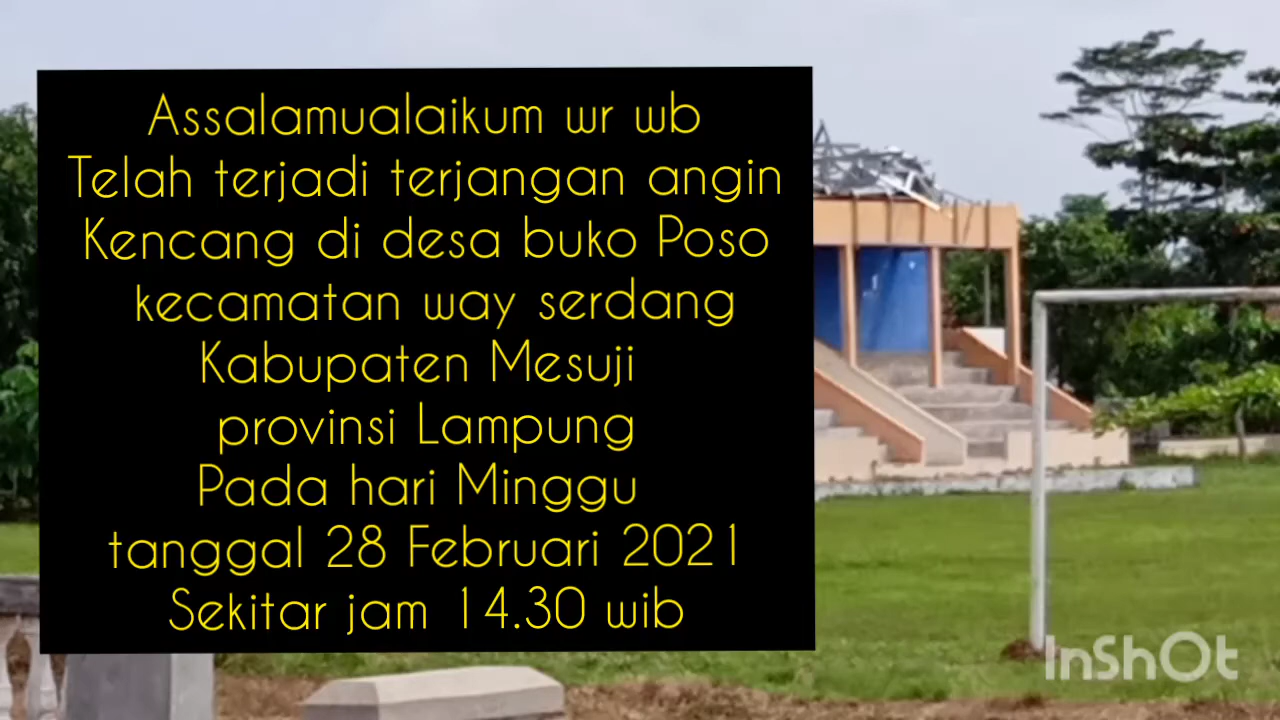 Assalamualaikum wr wb
Telah terjadi terjangan angin
Kencang di desa buko Poso
kecamatan way serdang
Kabupaten Mesuji
provinsi Lampung
Pada hari Minggu
tanggal 28 Februari 2021
Sekitar jam 14.30 wib
InShOt